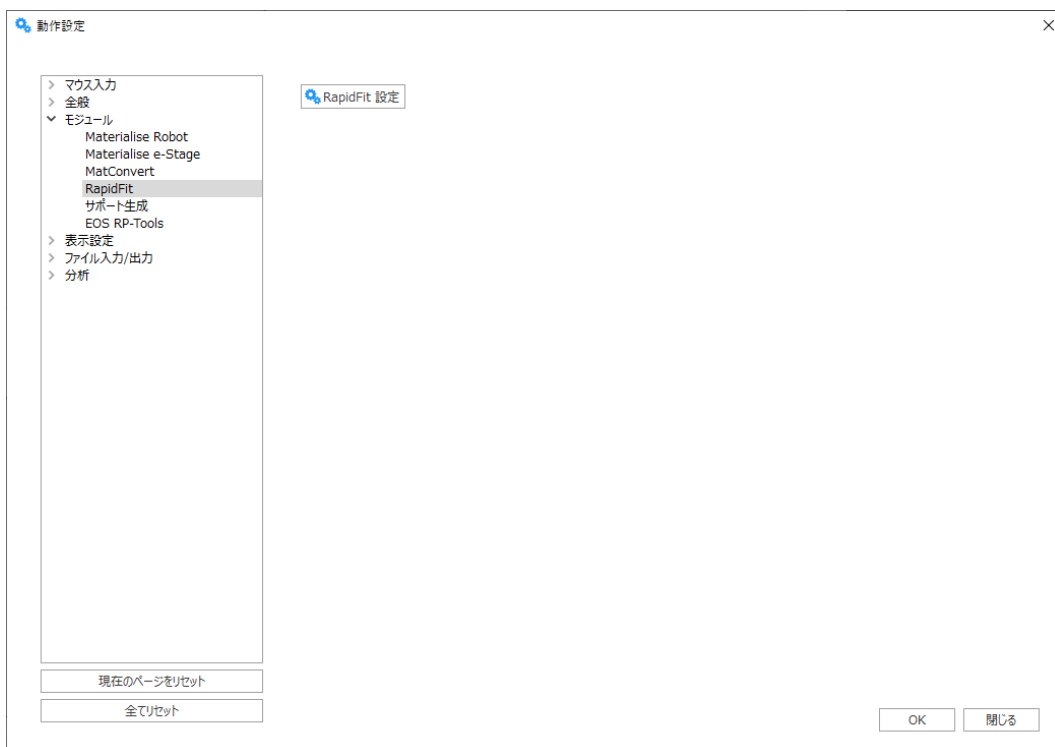 動作設定
マウス入力
全般
モジュール
Materialise Robot
Materialise e-Stage
MatConvert
RapidFit
サポート生成
EOS RP-Tools
表示設定
ファイル入力/出力
分析
RapidFit 設定
現在のページをリセット
全てリセット
OK
閉じる